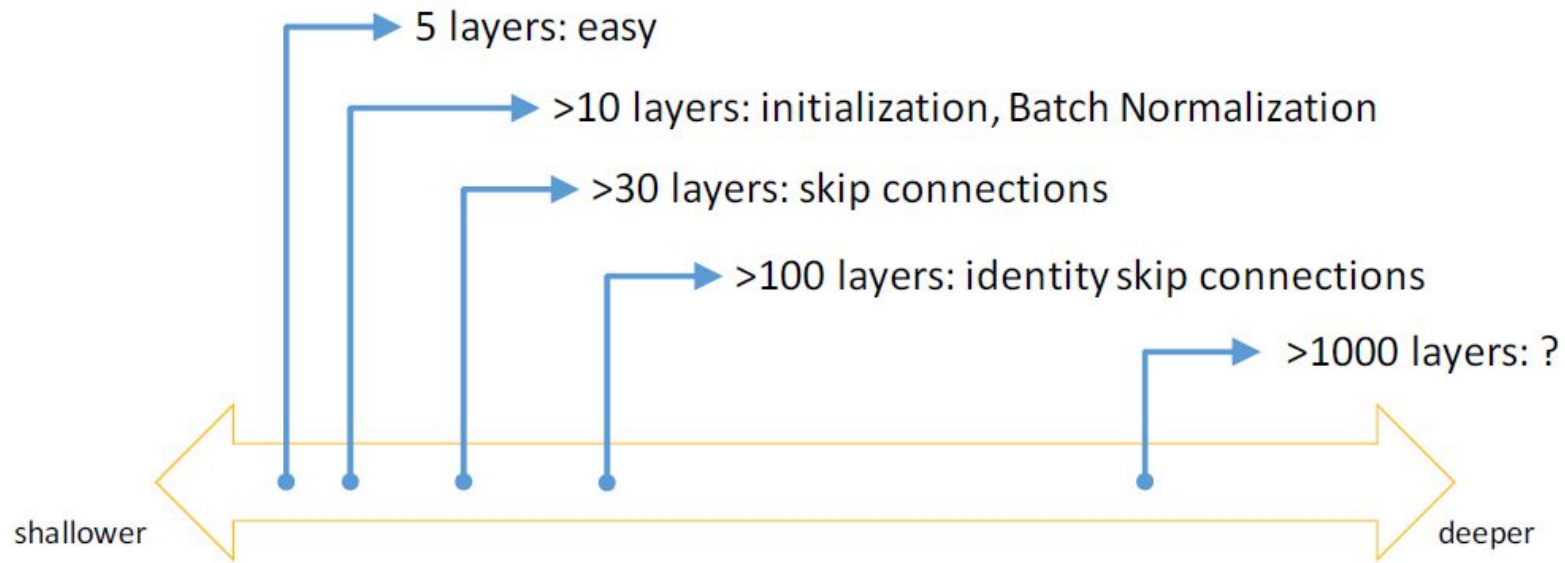 5 layers: easy
>10 layers: initialization, Batch Normalization
>30 layers: skip connections
>100 layers: identity skip connections
>1000 layers: ?
shallower
deeper